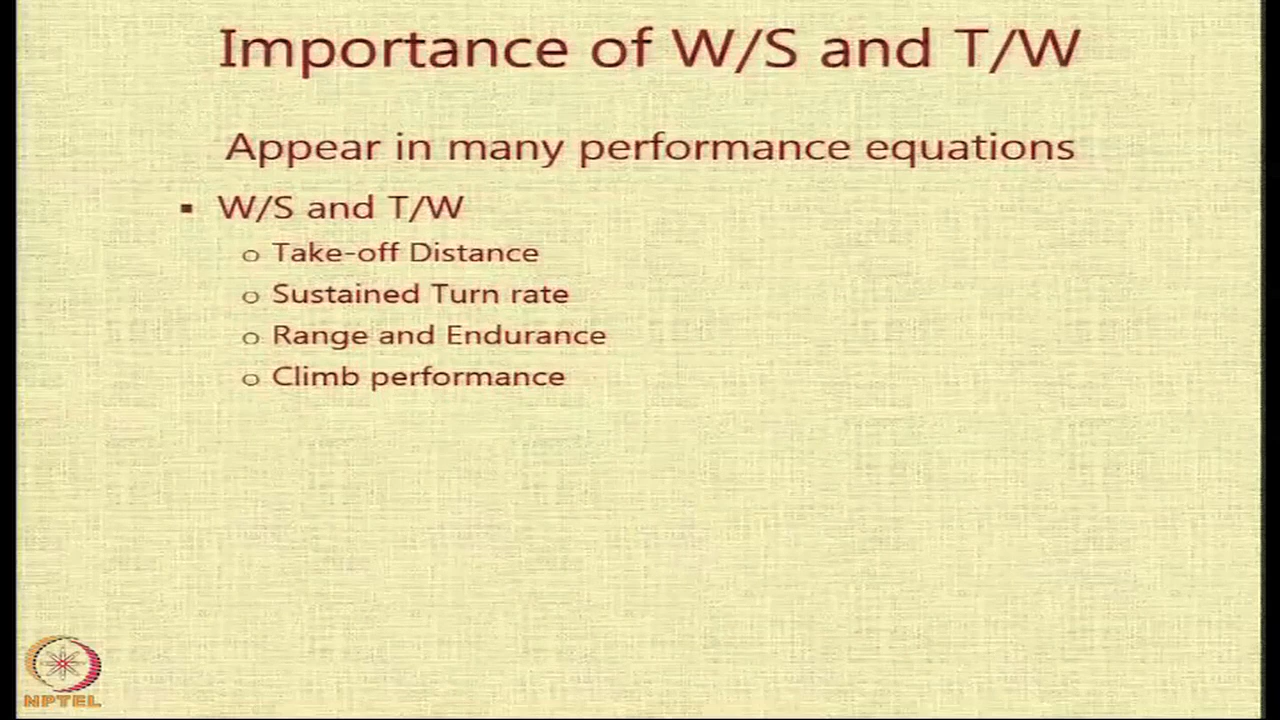 Importance of W/S and T/W
Appear in many performance equations
▪ W/S and T/W
o Take-off Distance
o Sustained Turn rate
o Range and Endurance
o Climb performance
NPTEL